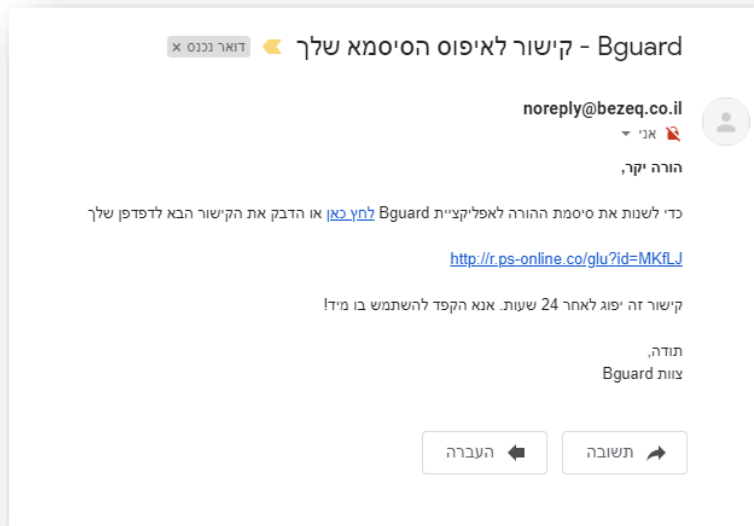 Bguard - קישור לאיפוס הסיסמא שלך
דואר נכנס x
noreply@bezeq.co.il
אני
הורה יקר,
כדי לשנות את סיסמת ההורה לאפליקציית Bguard לחץ כאן או הדבק את הקישור הבא לדפדפן שלך
http://r.ps-online.co/glu?id=MKfLJ
קישור זה יפוג לאחר 24 שעות. אנא הקפד להשתמש בו מיד!
תודה,
צוות Bguard
תשובה
העברה